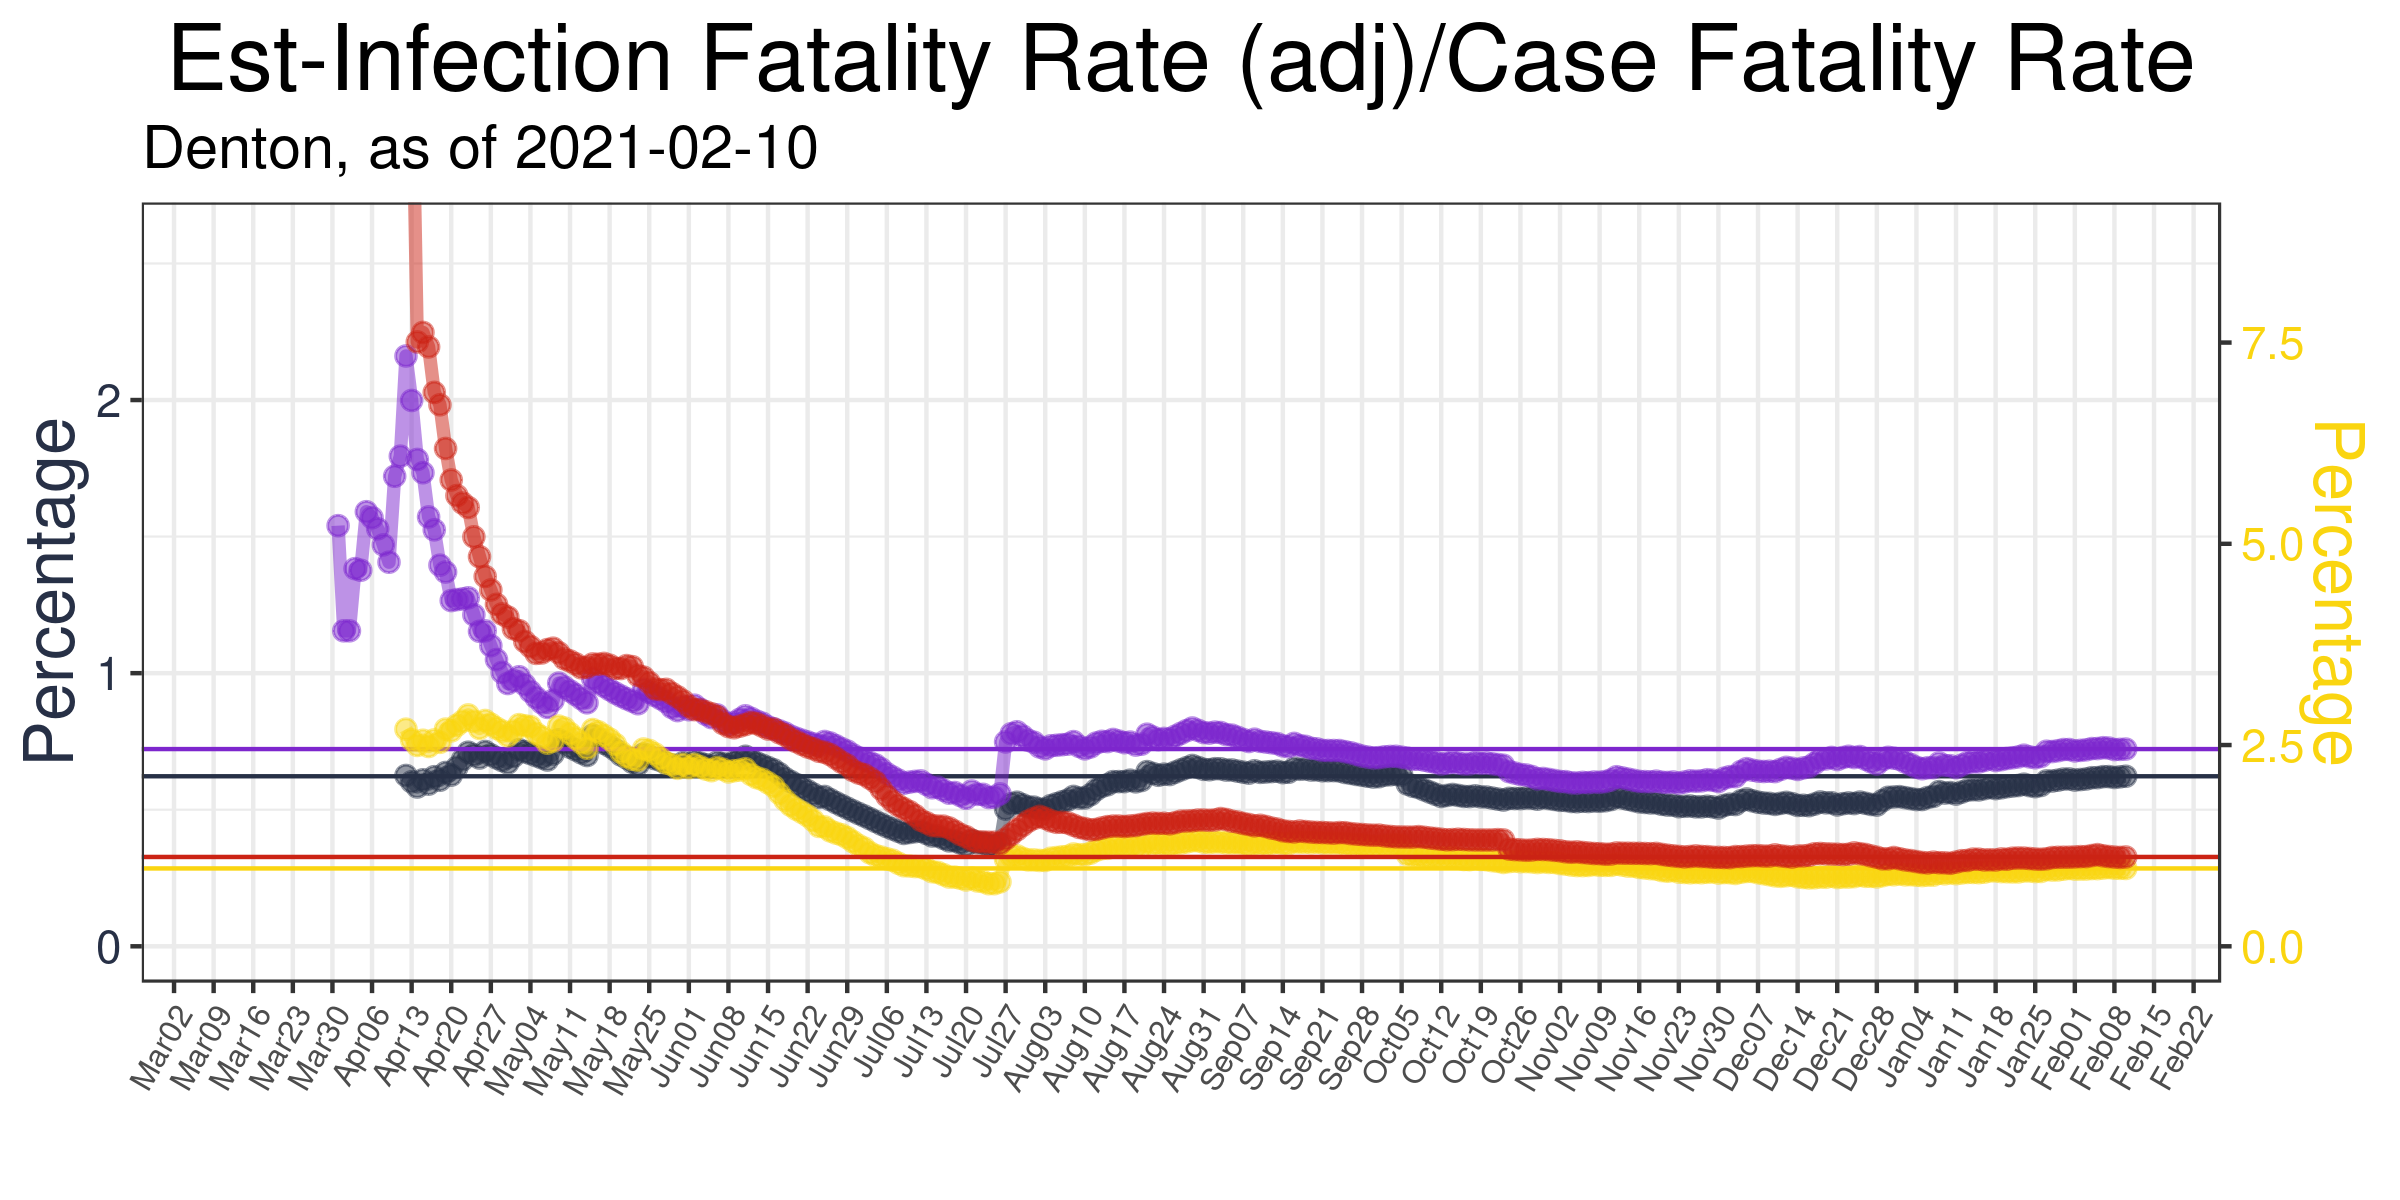 Est-Infection Fatality Rate (adj)/Case Fatality Rate
Denton, as of 2021-02-10
Percentage
2
1
0
7.5
5.0
2.5
0.0
Percentage
Mar02
Mar09
Mar16
Mar23
Mar30
Apr06
Apr13
Apr20
Apr27
May04
May11
May18
May25
Jun01
Jun08
Jun15
Jun22
Jun29
Jul06
Jul13
Jul20
Jul27
Aug03
Aug10
Aug17
Aug24
Aug31
Sep07
Sep14
Sep21
Sep28
Oct05
Oct12
Oct19
Oct26
Nov02
Nov09
Nov16
Nov23
Nov30
Dec07
Dec14
Dec21
Dec28
Jan04
Jan11
Jan18
Jan25
Feb01
Feb08
Feb15
Feb22